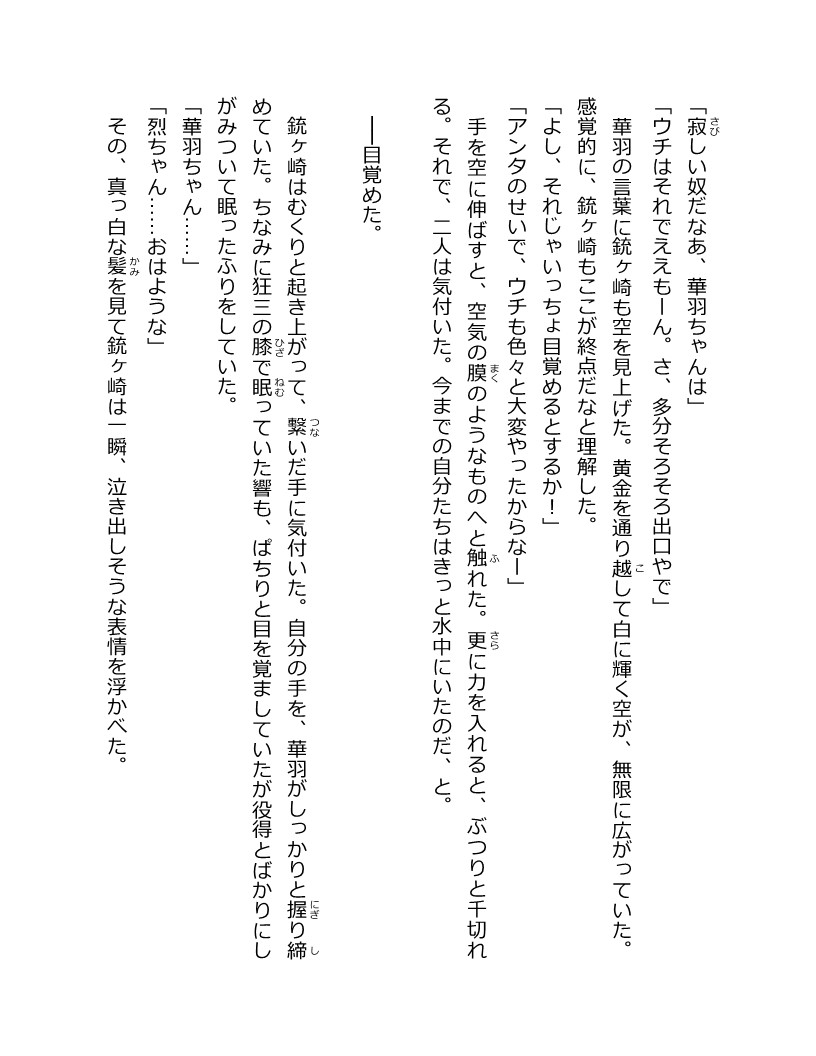 「寂しい奴だなあ、華羽ちゃんは」
「ウチはそれでええもーん。さ、多分そろそろ出口やで」
　華羽の言葉に銃ヶ崎も空を見上げた。黄金を通り越して白に輝く空が、無限に広がっていた。
感覚的に、銃ヶ崎もここが終点だなと理解した。
「よし、それじゃいっちょ目覚めるとするか！」
「アンタのせいで、ウチも色々と大変やったからなー」
　手を空に伸ばすと、空気の膜のようなものへと触れた。更に力を入れると、ぶつりと千切れ
る。それで、二人は気付いた。今までの自分たちはきっと水中にいたのだ、と。
　――目覚めた。
　銃ヶ崎はむくりと起き上がって、繋いだ手に気付いた。自分の手を、華羽がしっかりと握り締
めていた。ちなみに狂三の膝で眠っていた響も、ぱちりと目を覚ましていたが役得とばかりにし
がみついて眠ったふりをしていた。
「華羽ちゃん……」
「烈ちゃん……おはような」
　その、真っ白な髪を見て銃ヶ崎は一瞬、泣き出しそうな表情を浮かべた。